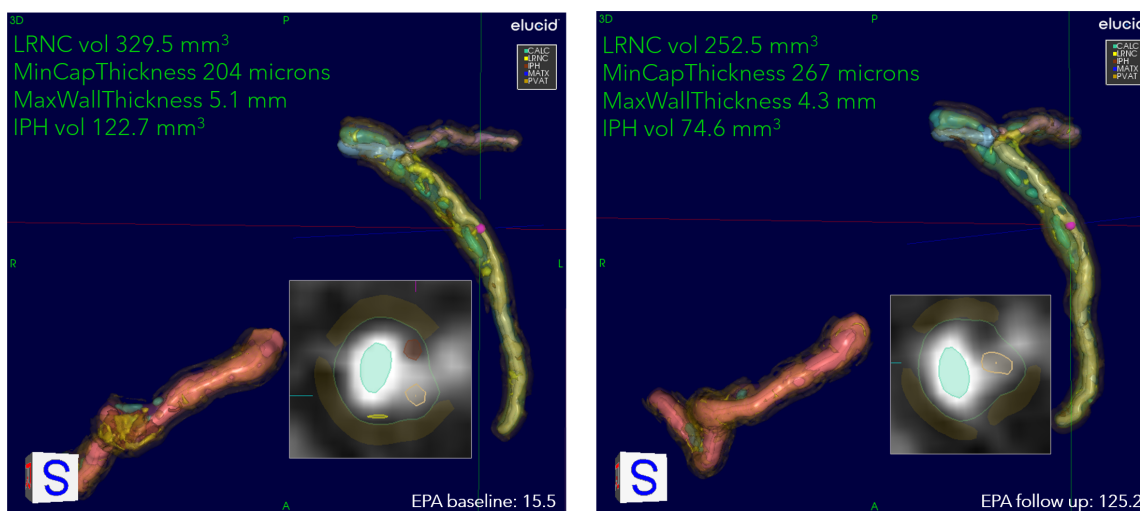 3D
P
elucid
LRNC vol 329.5 mm³
MinCapThickness 204 microns
MaxWallThickness 5.1 mm
IPH vol 122.7 mm³
CALC
LRNC
IPH
MATX
PVAT
R
L
S
A
EPA baseline: 15.5
3D
P
elucid
LRNC vol 252.5 mm³
MinCapThickness 267 microns
MaxWallThickness 4.3 mm
IPH vol 74.6 mm³
CALC
LRNC
IPH
MATX
PVAT
R
S
A
EPA follow up: 125.2